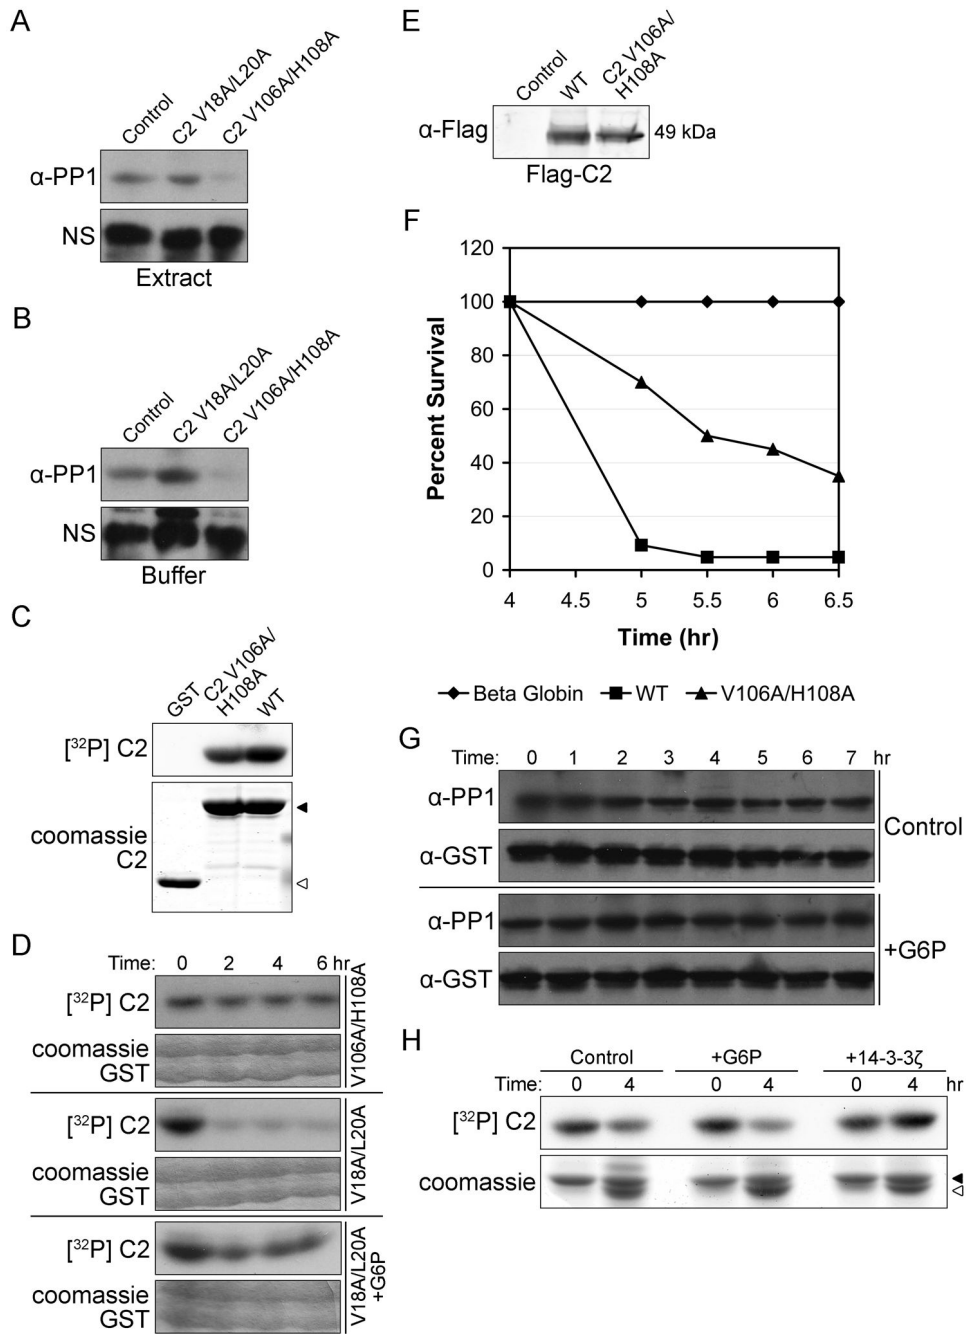 A
Control
C2 V18A/L20A
C2 V106A/H108A
α-PP1
NS
Extract
B
Control
C2 V18A/L20A
C2 V106A/H108A
α-PP1
NS
Buffer
C
GST
C2 V106A/
H108A
WT
[³²P] C2
coomassie
C2
D
Time: 0 2 4 6 hr
[³²P] C2
coomassie
GST
V106A/H108A
[³²P] C2
coomassie
GST
V18A/L20A
[³²P] C2
coomassie
GST
V18A/L20A
+G6P
E
Control
WT
C2 V106A/
H108A
α-Flag
49 kDa
Flag-C2
F
Percent Survival
120
100
80
60
40
20
0
4 4.5 5 5.5 6 6.5
Time (hr)
Beta Globin WT V106A/H108A
G
Time: 0 1 2 3 4 5 6 7 hr
α-PP1
α-GST
Control
α-PP1
α-GST
+G6P
H
Control +G6P +14-3-3ζ
Time: 0 4 0 4 0 4 hr
[³²P] C2
coomassie